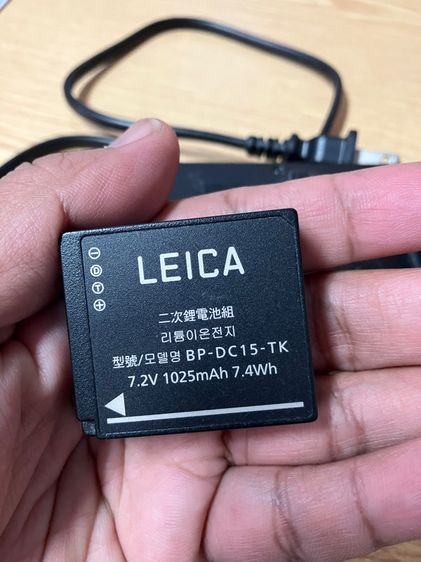 LEICA
二次鋰電池組
리튬이온전지
型號/모델명 BP-DC15-TK
7.2V 1025mAh 7.4Wh
⊖
Ⓓ
Ⓣ
⊕